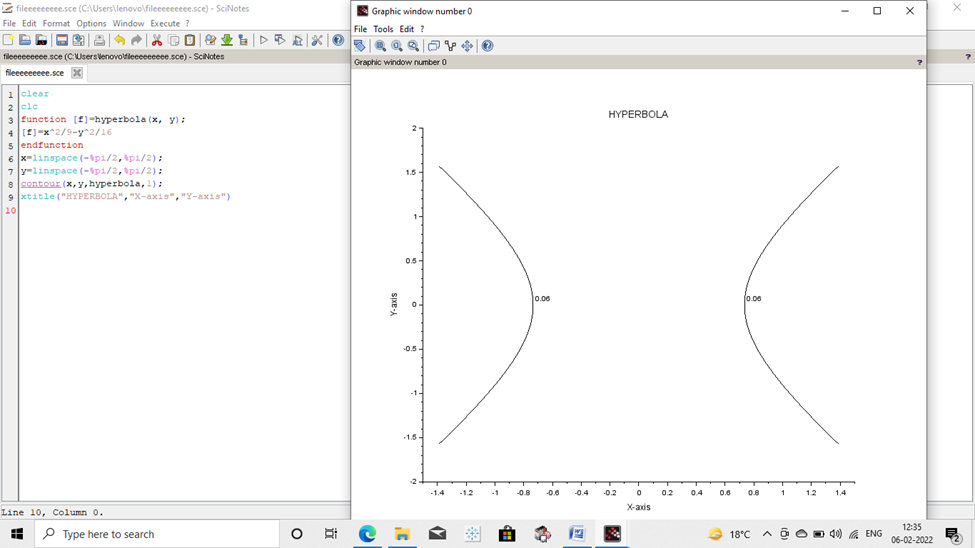 fileeeeeeeee.sce (C:\Users\lenovo\fileeeeeeeee.sce) - SciNotes
File Edit Format Options Window Execute ?
fileeeeeeeee.sce (C:\Users\lenovo\fileeeeeeeee.sce) - SciNotes
fileeeeeeeee.sce
1 clear
2 clc
3 function [f]=hyperbola(x, y);
4 [f]=x^2/9-y^2/16
5 endfunction
6 x=linspace(-%pi/2,%pi/2);
7 y=linspace(-%pi/2,%pi/2);
8 contour(x,y,hyperbola,1);
9 xtitle("HYPERBOLA","X-axis","Y-axis")
10
Line 10, Column 0.
Graphic window number 0
File Tools Edit ?
Graphic window number 0
?
?
HYPERBOLA
2
1.5
1
0.5
0
-0.5
-1
-1.5
-2
Y-axis
0.06
0.06
-1.4 -1.2 -1 -0.8 -0.6 -0.4 -0.2 0 0.2 0.4 0.6 0.8 1 1.2 1.4
X-axis
Type here to search
18°C
ENG
12:35
06-02-2022
2